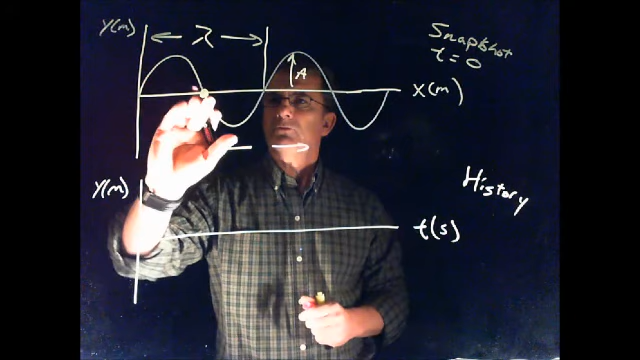 Y(m)
λ
Snapshot
t = 0
A
X(m)
Y(m)
History
t(s)